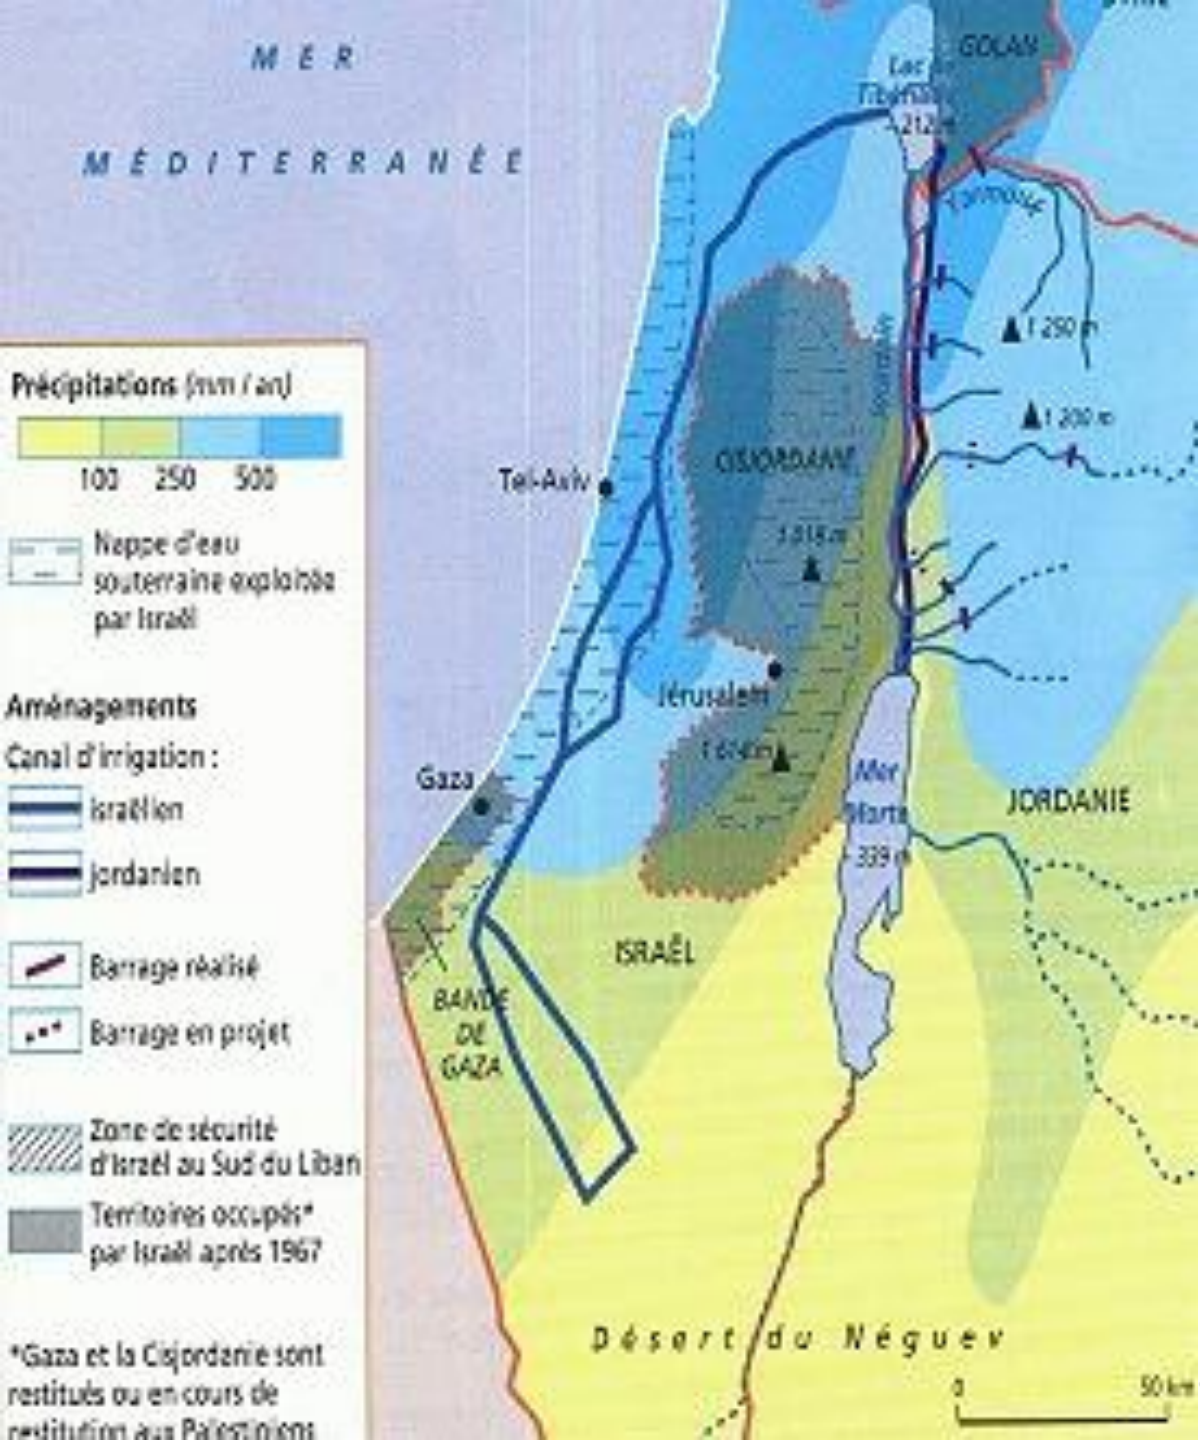 MER
MÉDITERRANÉE
GOLAN
Lac de
Tibériade
- 212 m
Yarmouk
1 250 m
1 200 m
Jourdain
CISJORDANIE
Tel-Aviv
1 018 m
Jérusalem
Gaza
Mer
Morte
- 339 m
JORDANIE
ISRAËL
BANDE
DE
GAZA
Désert du Néguev
0 50 km
Précipitations (mm / an)
100 250 500
Nappe d'eau
souterraine exploitée
par Israël
Aménagements
Canal d'irrigation :
israélien
jordanien
Barrage réalisé
Barrage en projet
Zone de sécurité
d'Israël au Sud du Liban
Territoires occupés*
par Israël après 1967
*Gaza et la Cisjordanie sont
restitués ou en cours de
restitution aux Palestiniens